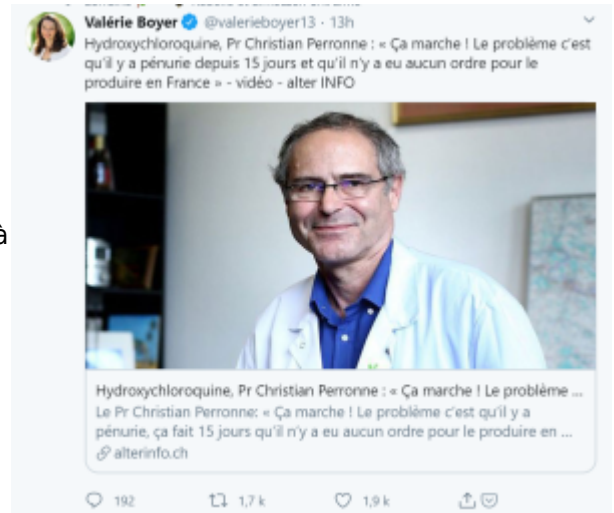 Valérie Boyer @valerieboyer13 · 13h
Hydroxychloroquine, Pr Christian Perronne : « Ça marche ! Le problème c'est
qu'il y a pénurie depuis 15 jours et qu'il n'y a eu aucun ordre pour le
produire en France » - vidéo - alter INFO
à
Hydroxychloroquine, Pr Christian Perronne : « Ça marche ! Le problème ...
Le Pr Christian Perronne: « Ça marche ! Le problème c'est qu'il y a
pénurie, ça fait 15 jours qu'il n'y a eu aucun ordre pour le produire en ...
alterinfo.ch
192 1,7 k 1,9 k